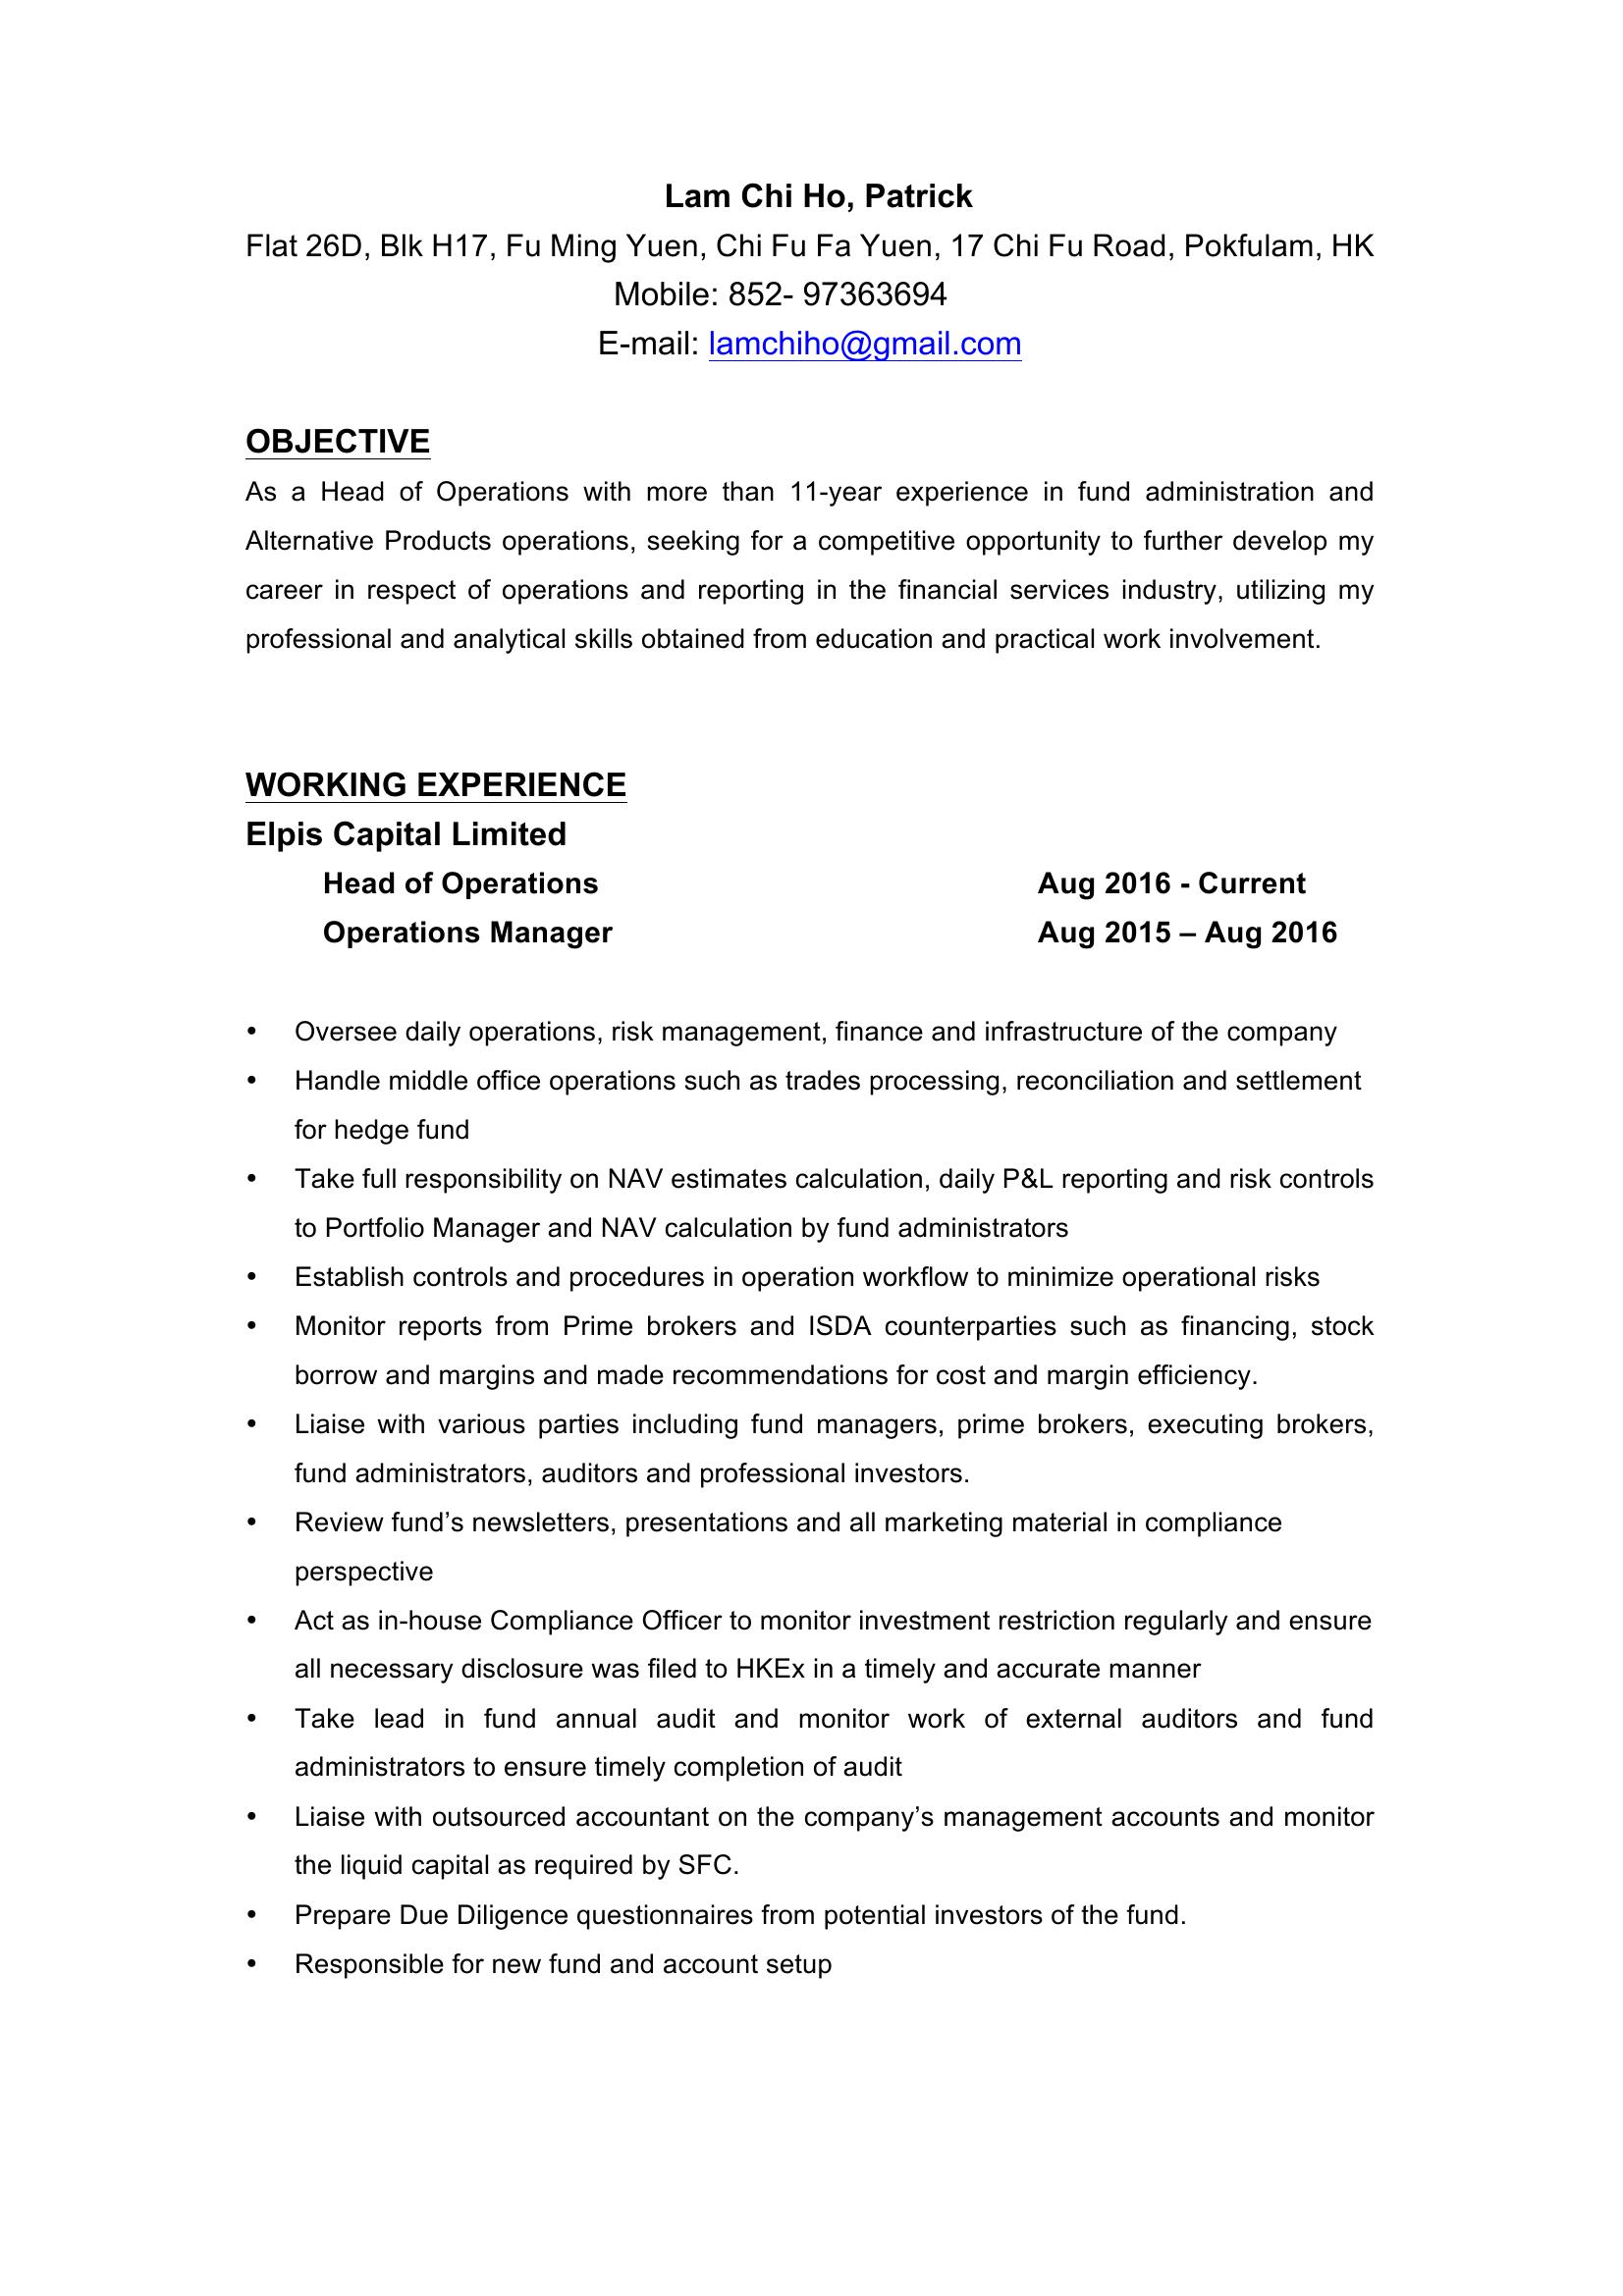 Lam Chi Ho, Patrick
Flat 26D, Blk H17, Fu Ming Yuen, Chi Fu Fa Yuen, 17 Chi Fu Road, Pokfulam, HK
Mobile: 852- 97363694
E-mail: lamchiho@gmail.com
OBJECTIVE
As a Head of Operations with more than 11-year experience in fund administration and
Alternative Products operations, seeking for a competitive opportunity to further develop my
career in respect of operations and reporting in the financial services industry, utilizing my
professional and analytical skills obtained from education and practical work involvement.
WORKING EXPERIENCE
Elpis Capital Limited
Head of Operations Aug 2016 - Current
Operations Manager Aug 2015 – Aug 2016
• Oversee daily operations, risk management, finance and infrastructure of the company
• Handle middle office operations such as trades processing, reconciliation and settlement
for hedge fund
• Take full responsibility on NAV estimates calculation, daily P&L reporting and risk controls
to Portfolio Manager and NAV calculation by fund administrators
• Establish controls and procedures in operation workflow to minimize operational risks
• Monitor reports from Prime brokers and ISDA counterparties such as financing, stock
borrow and margins and made recommendations for cost and margin efficiency.
• Liaise with various parties including fund managers, prime brokers, executing brokers,
fund administrators, auditors and professional investors.
• Review fund’s newsletters, presentations and all marketing material in compliance
perspective
• Act as in-house Compliance Officer to monitor investment restriction regularly and ensure
all necessary disclosure was filed to HKEx in a timely and accurate manner
• Take lead in fund annual audit and monitor work of external auditors and fund
administrators to ensure timely completion of audit
• Liaise with outsourced accountant on the company’s management accounts and monitor
the liquid capital as required by SFC.
• Prepare Due Diligence questionnaires from potential investors of the fund.
• Responsible for new fund and account setup